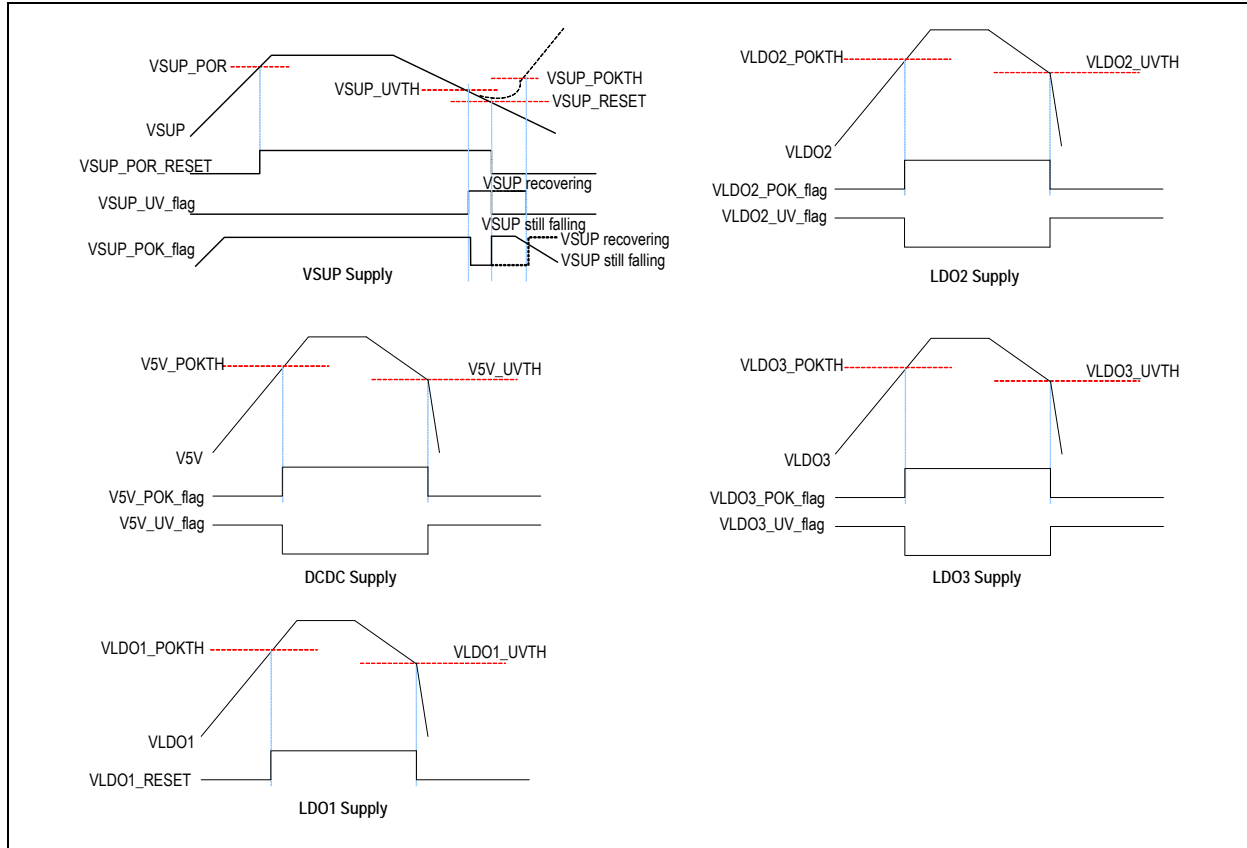 VSUP_POR
VSUP_UVTH
VSUP_POKTH
VSUP_RESET
VSUP
VSUP_POR_RESET
VSUP recovering
VSUP_UV_flag
VSUP still falling
VSUP_POK_flag
VSUP recovering
VSUP still falling
VSUP Supply
VLDO2_POKTH
VLDO2_UVTH
VLDO2
VLDO2_POK_flag
VLDO2_UV_flag
LDO2 Supply
V5V_POKTH
V5V_UVTH
V5V
V5V_POK_flag
V5V_UV_flag
DCDC Supply
VLDO3_POKTH
VLDO3_UVTH
VLDO3
VLDO3_POK_flag
VLDO3_UV_flag
LDO3 Supply
VLDO1_POKTH
VLDO1_UVTH
VLDO1
VLDO1_RESET
LDO1 Supply